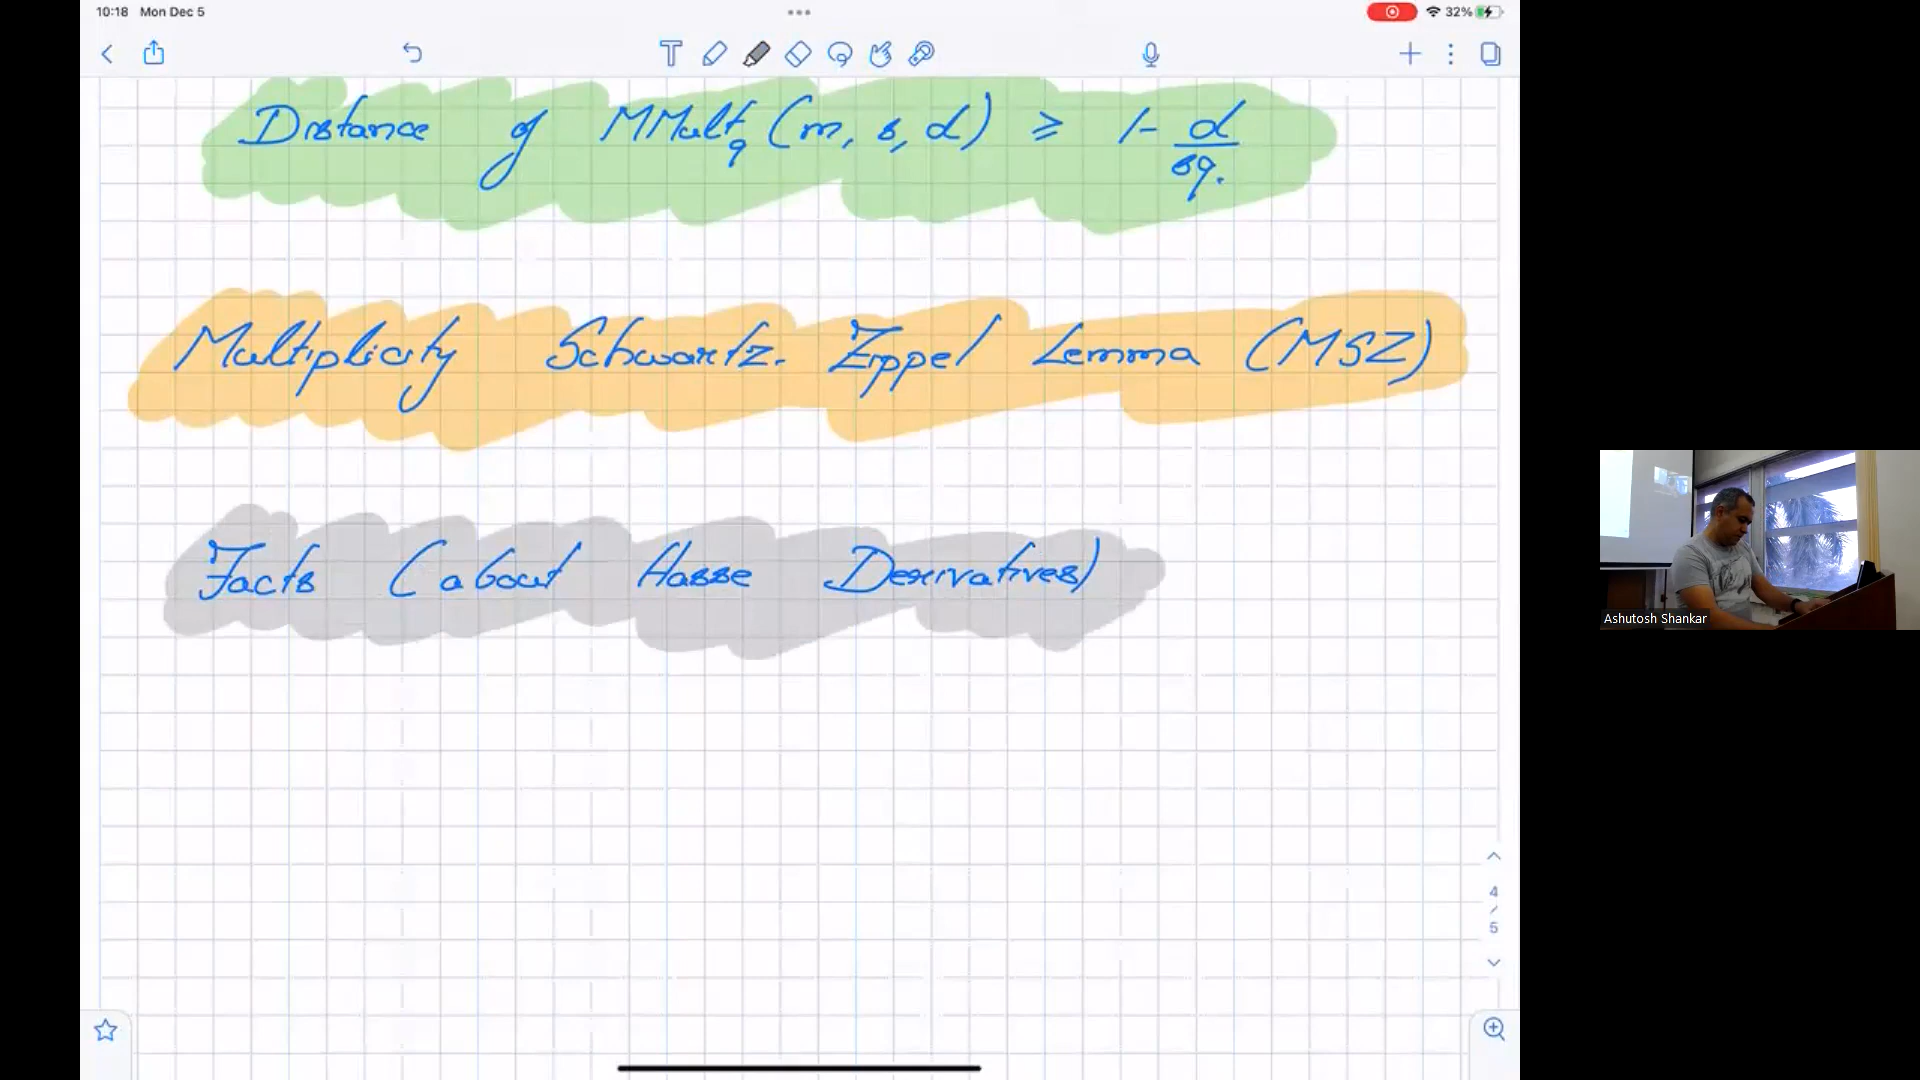 10:18 Mon Dec 5
32%
Distance of MMult_q (m, s, d) ≥ 1 - d/sq.
Multiplicity Schwartz-Zippel Lemma (MSZ)
Facts (about Hasse Derivatives)
4
/
5
Ashutosh Shankar